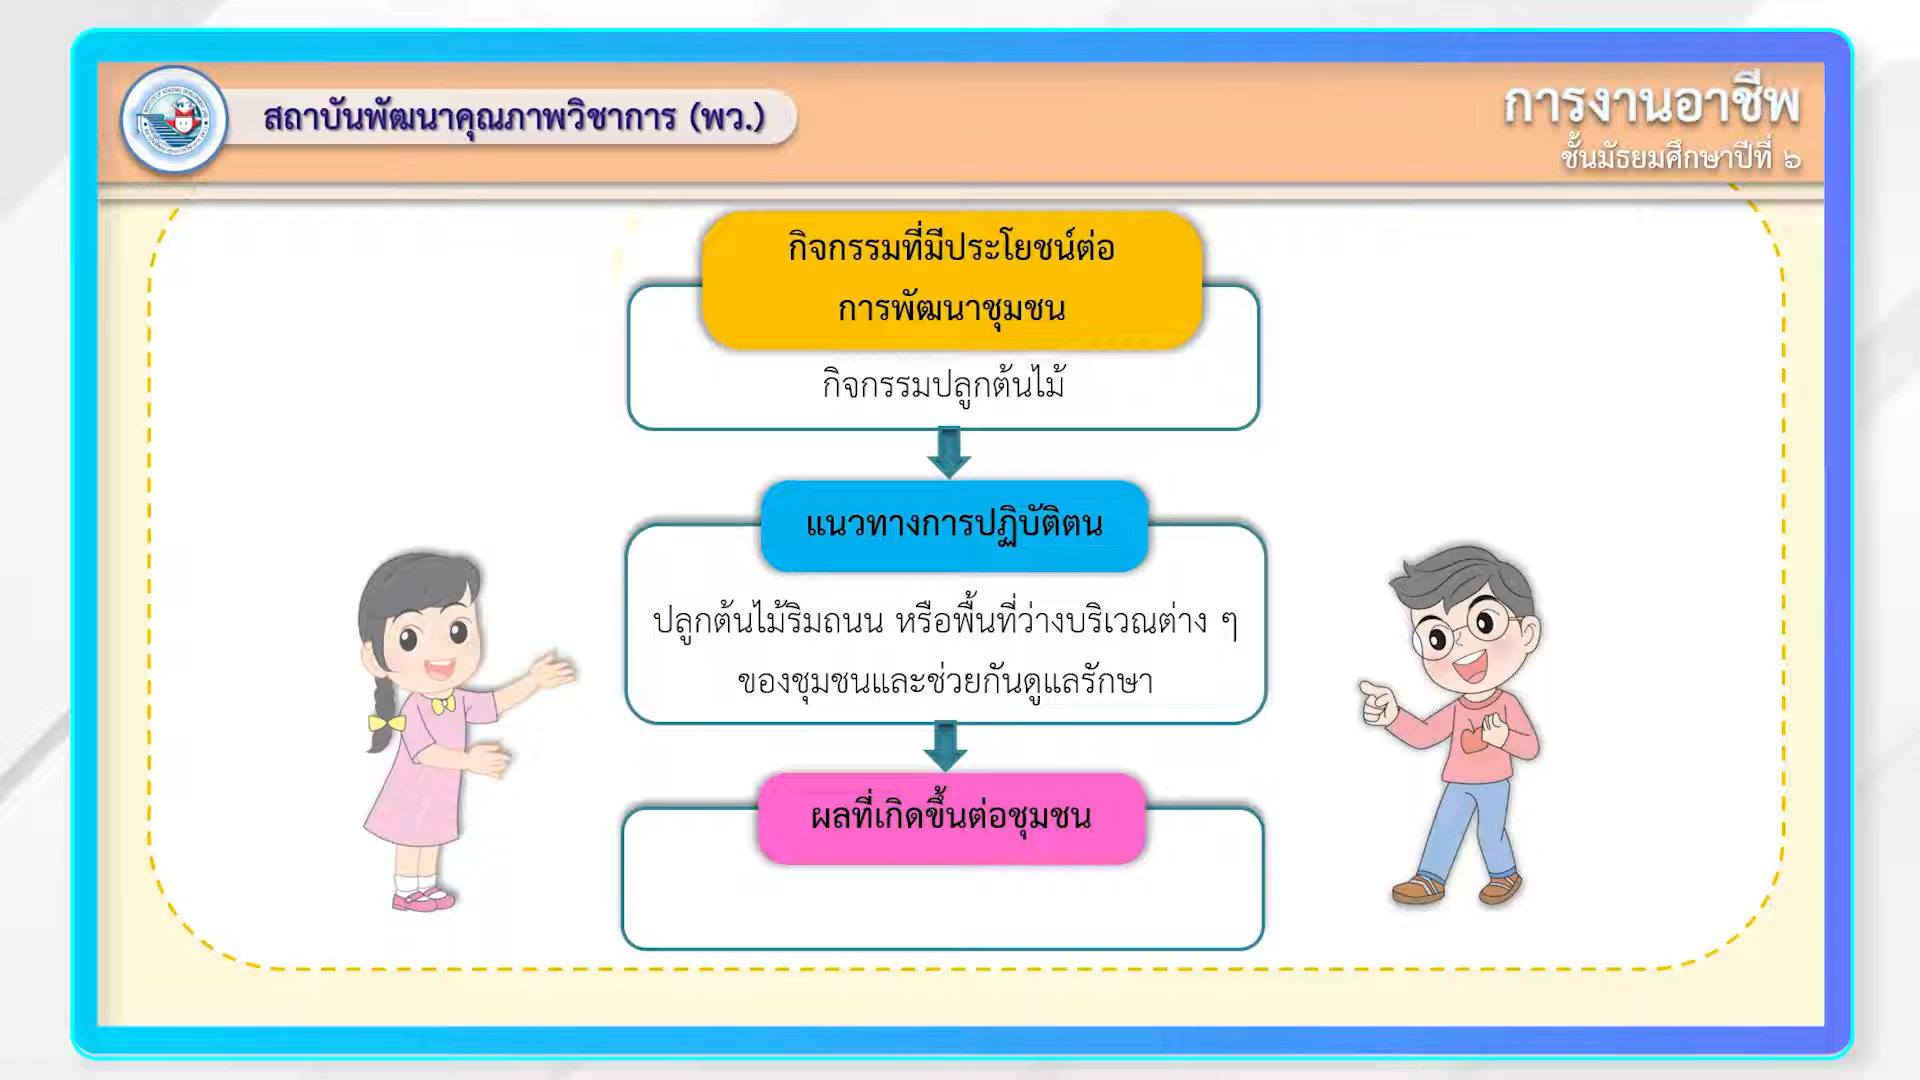 สถาบันพัฒนาคุณภาพวิชาการ (พว.)
การงานอาชีพ
ชั้นมัธยมศึกษาปีที่ ๖
กิจกรรมที่มีประโยชน์ต่อ
การพัฒนาชุมชน
กิจกรรมปลูกต้นไม้
แนวทางการปฏิบัติตน
ปลูกต้นไม้ริมถนน หรือพื้นที่ว่างบริเวณต่าง ๆ
ของชุมชนและช่วยกันดูแลรักษา
ผลที่เกิดขึ้นต่อชุมชน